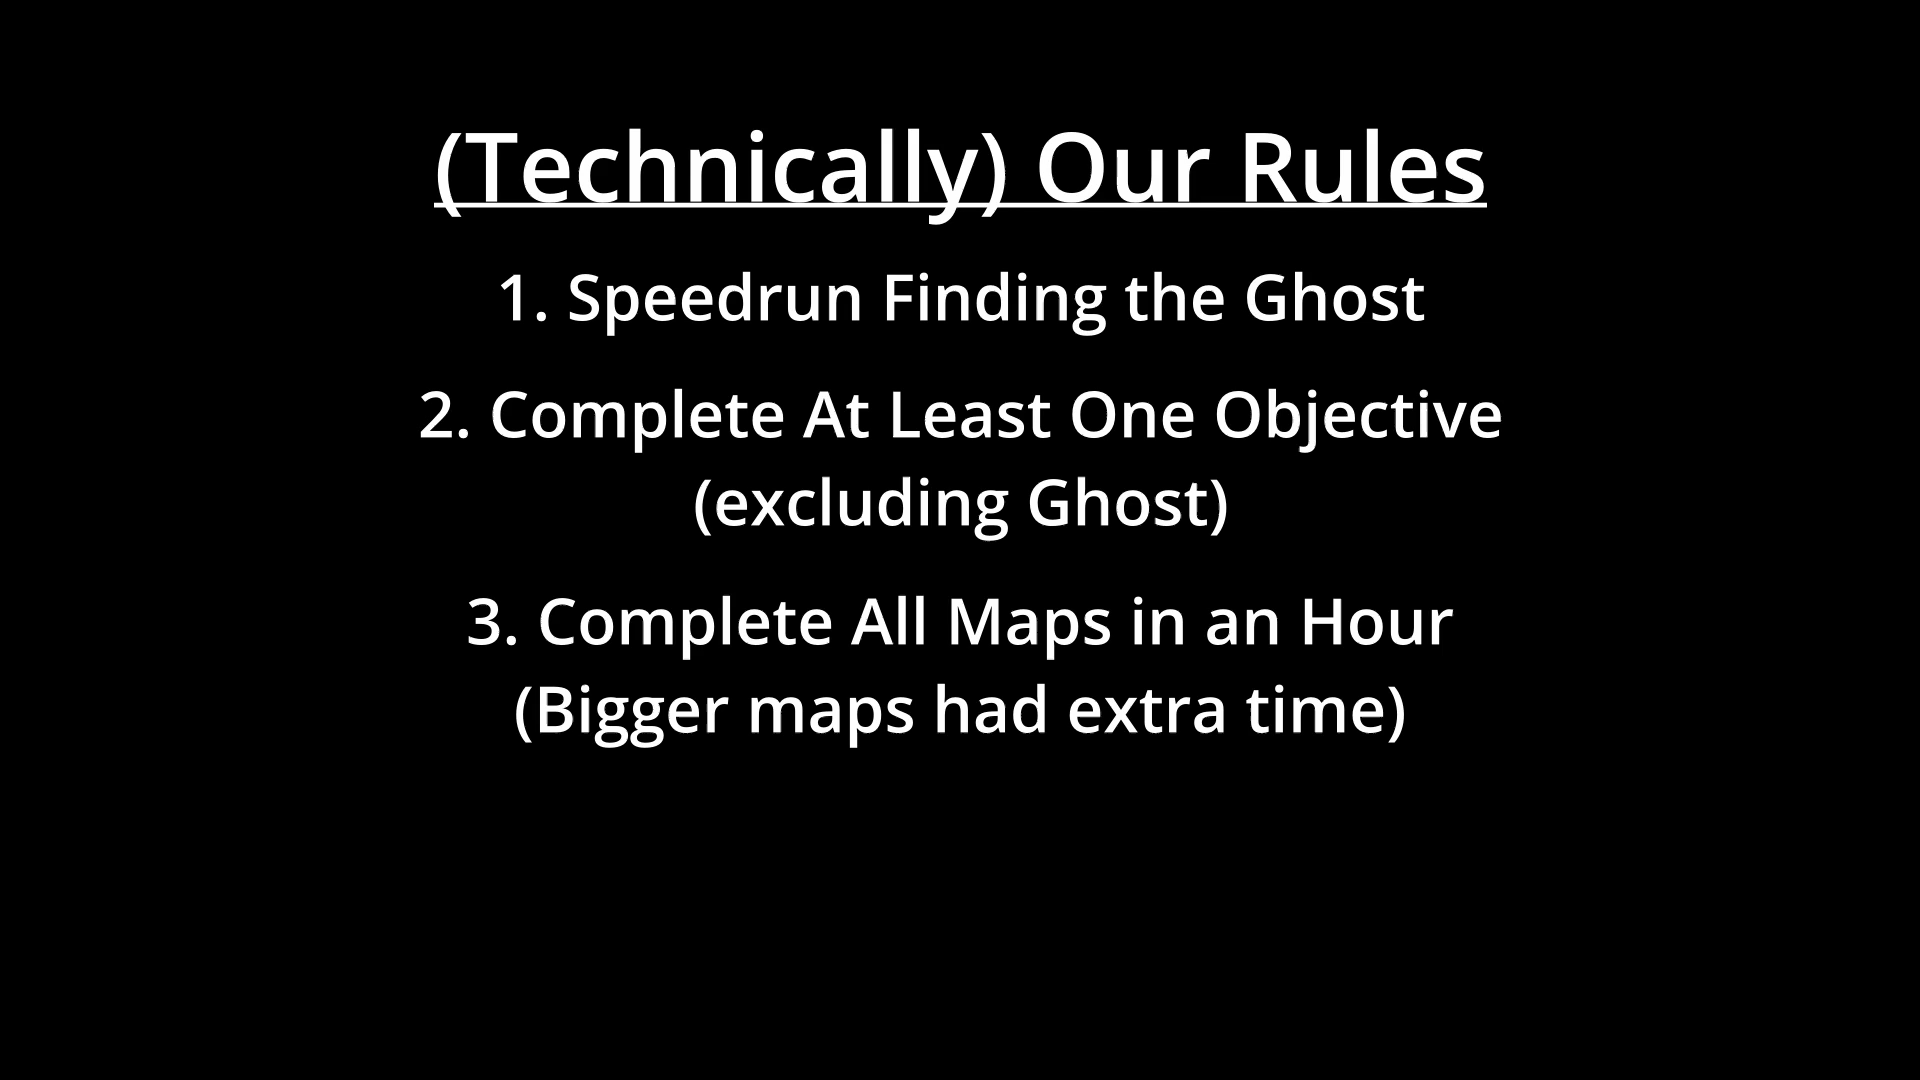 (Technically) Our Rules
1. Speedrun Finding the Ghost
2. Complete At Least One Objective
(excluding Ghost)
3. Complete All Maps in an Hour
(Bigger maps had extra time)